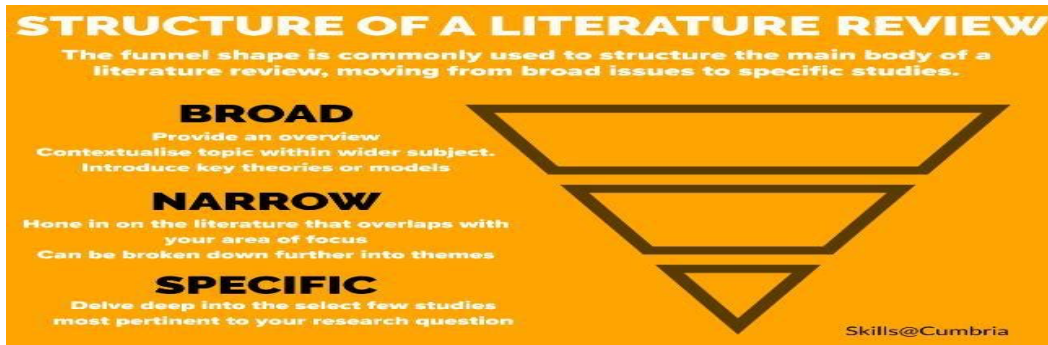 STRUCTURE OF A LITERATURE REVIEW
The funnel shape is commonly used to structure the main body of a
literature review, moving from broad issues to specific studies.
BROAD
Provide an overview
Contextualise topic within wider subject.
Introduce key theories or models
NARROW
Hone in on the literature that overlaps with
your area of focus
Can be broken down further into themes
SPECIFIC
Delve deep into the select few studies
most pertinent to your research question
Skills@Cumbria